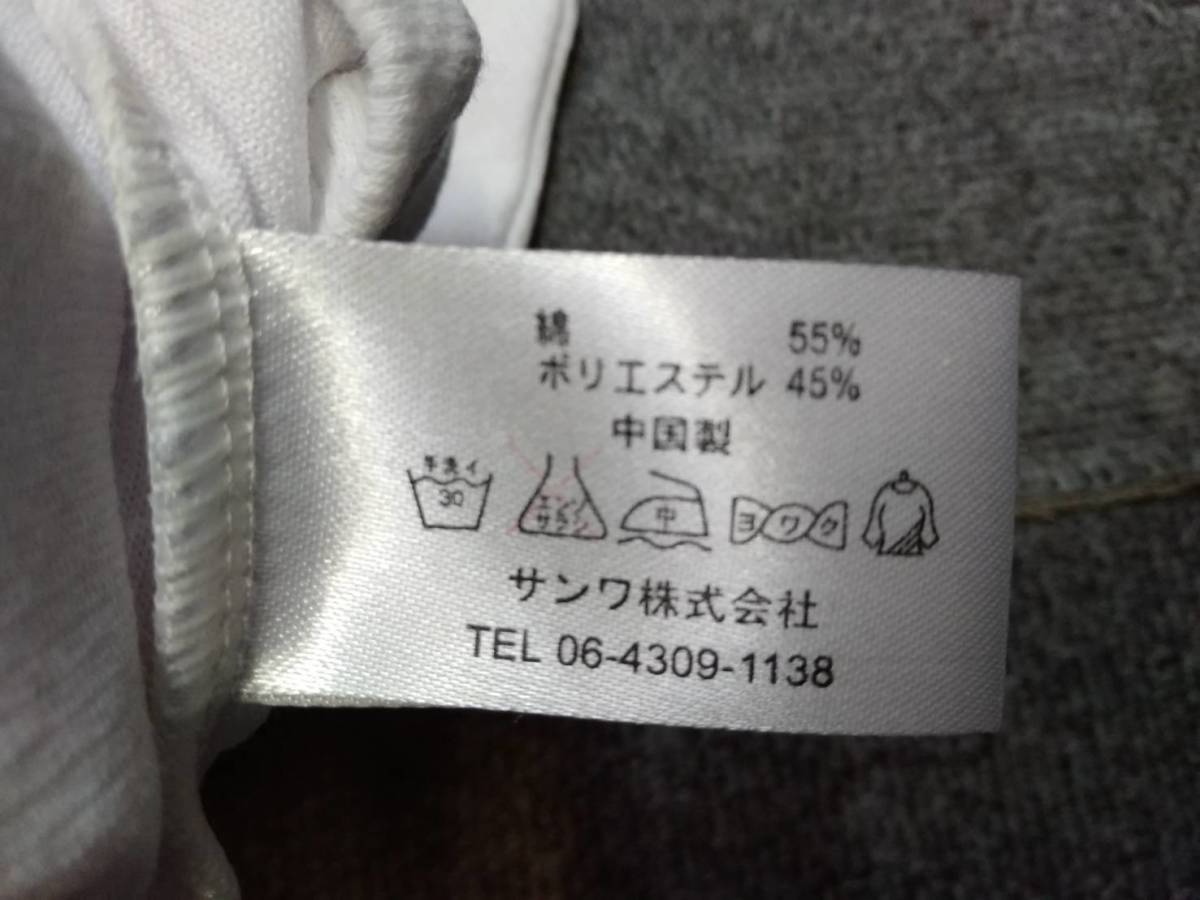 綿 55%
ポリエステル 45%
中国製
手洗イ 30 エンソ サラシ 中 ヨワク
サンワ株式会社
TEL 06-4309-1138